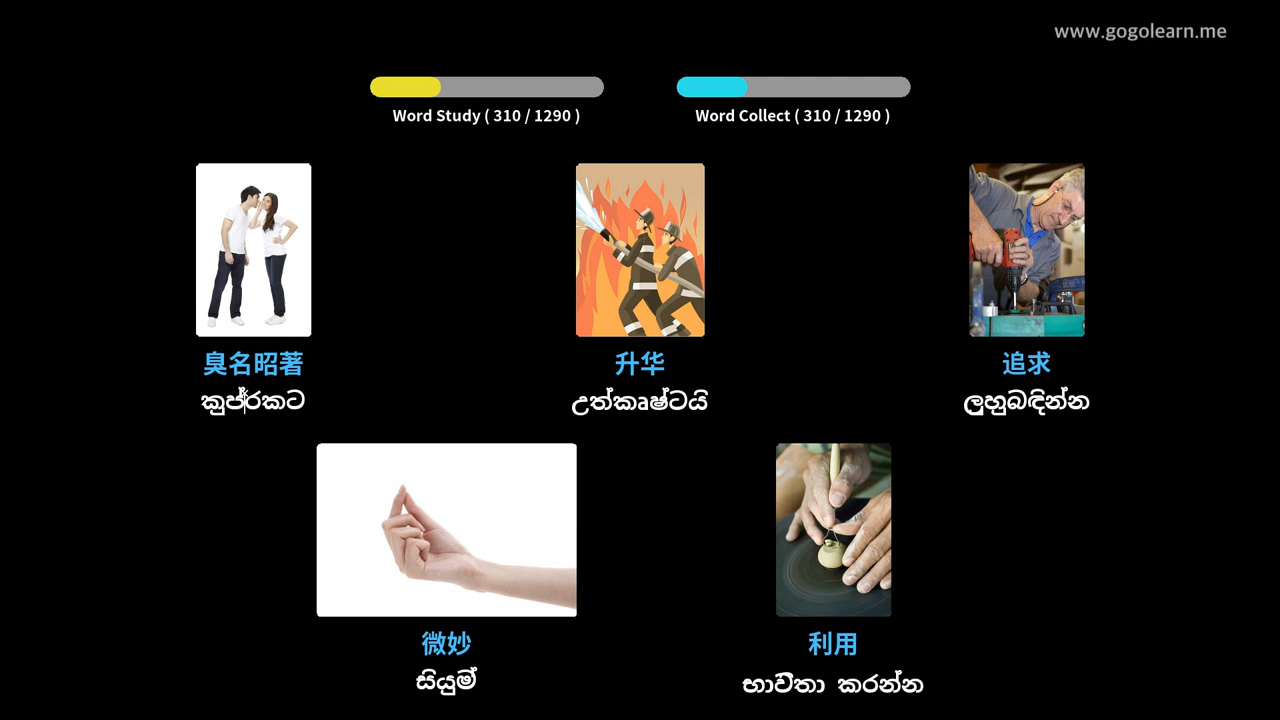 www.gogolearn.me
Word Study ( 310 / 1290 )
Word Collect ( 310 / 1290 )
臭名昭著
කුප්‍රකට
升华
උත්කෘෂ්ටයි
追求
ලුහුබඳින්න
微妙
සියුම්
利用
භාවිතා කරන්න